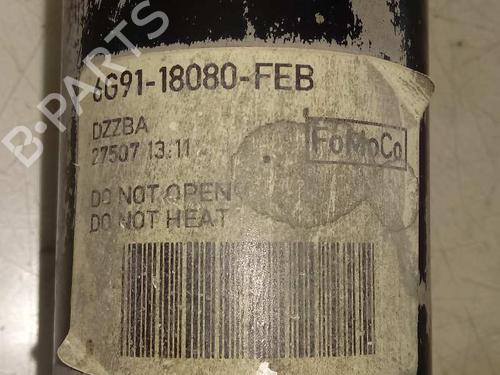 B-PARTS
6G91-18080-FEB
DZZBA
27507 13:11
FoMoCo
DO NOT OPEN
DO NOT HEAT